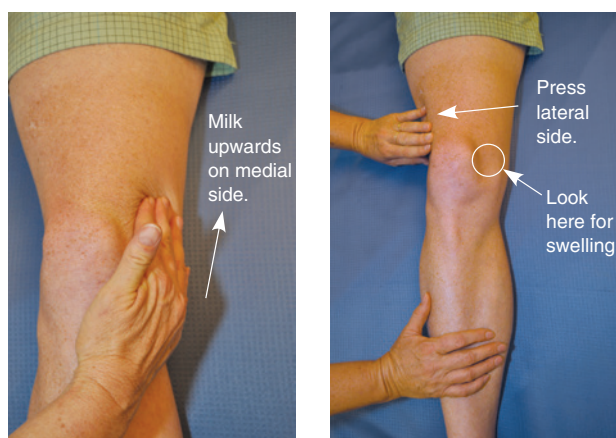 Milk
upwards
on medial
side.
Press
lateral
side.
Look
here for
swelling